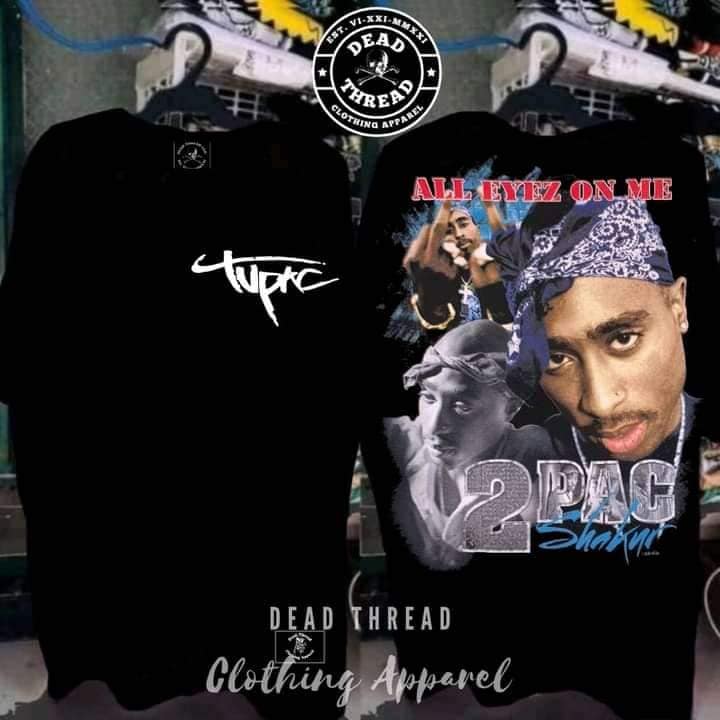 EST. VI-XXI-MMXXI
DEAD
THREAD
CLOTHING APPAREL
Tupac
ALL EYEZ ON ME
2PAC
Shakur
DEAD THREAD
Clothing Apparel